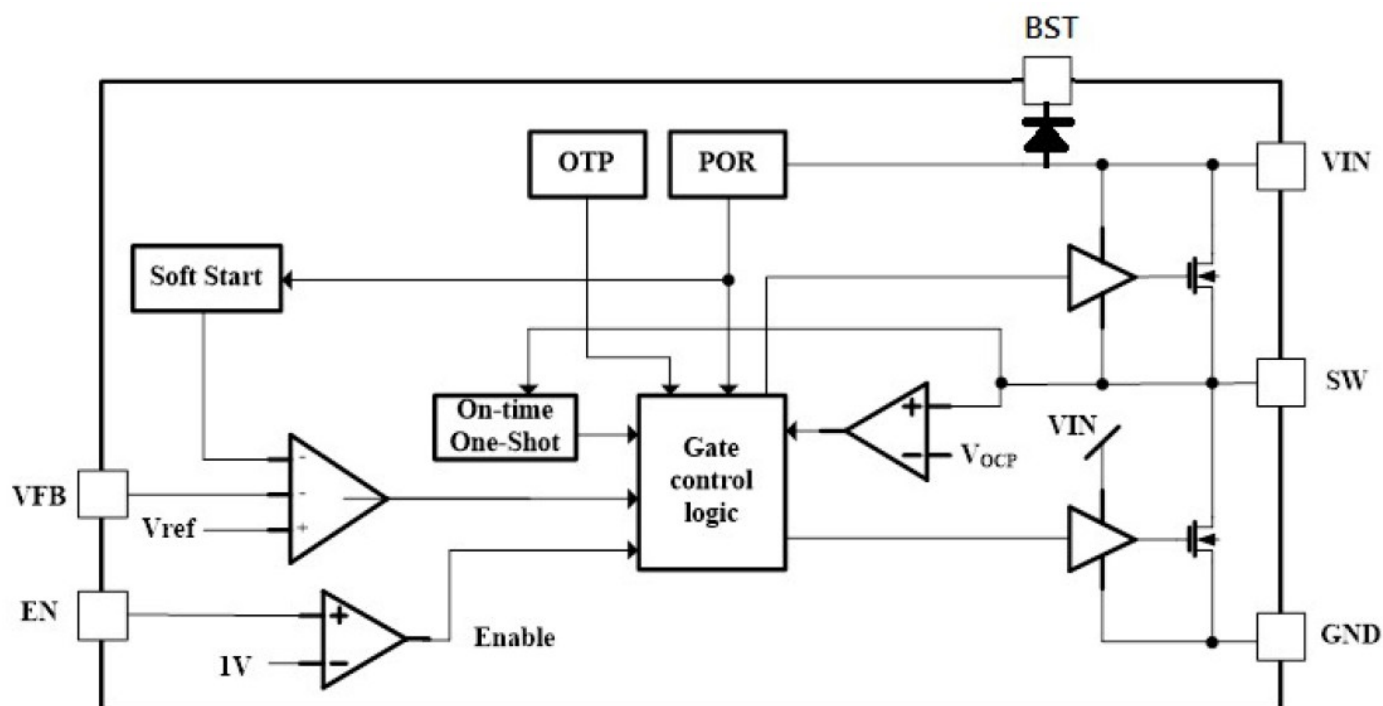 BST
OTP
POR
VIN
Soft Start
SW
On-time
One-Shot
Gate
control
logic
+
−
VOCP
VIN
VFB
-
-
+
Vref
EN
+
−
1V
Enable
GND